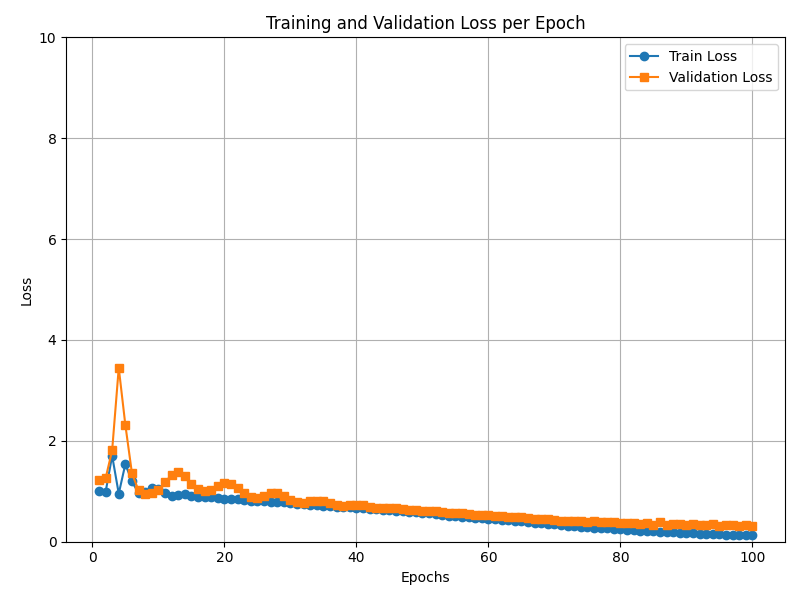 Training and Validation Loss per Epoch
Train Loss
Validation Loss
10
8
6
4
2
0
Loss
0 20 40 60 80 100
Epochs